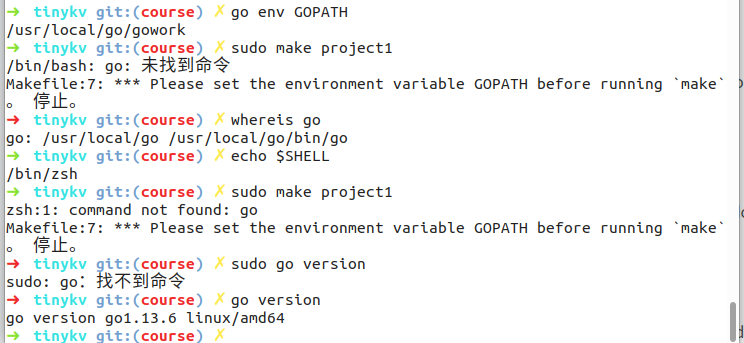 ➜ tinykv git:(course) ✗ go env GOPATH
/usr/local/go/gowork
➜ tinykv git:(course) ✗ sudo make project1
/bin/bash: go: 未找到命令
Makefile:7: *** Please set the environment variable GOPATH before running `make`
。 停止。
➜ tinykv git:(course) ✗ whereis go
go: /usr/local/go /usr/local/go/bin/go
➜ tinykv git:(course) ✗ echo $SHELL
/bin/zsh
➜ tinykv git:(course) ✗ sudo make project1
zsh:1: command not found: go
Makefile:7: *** Please set the environment variable GOPATH before running `make`
。 停止。
➜ tinykv git:(course) ✗ sudo go version
sudo: go：找不到命令
➜ tinykv git:(course) ✗ go version
go version go1.13.6 linux/amd64
➜ tinykv git:(course) ✗